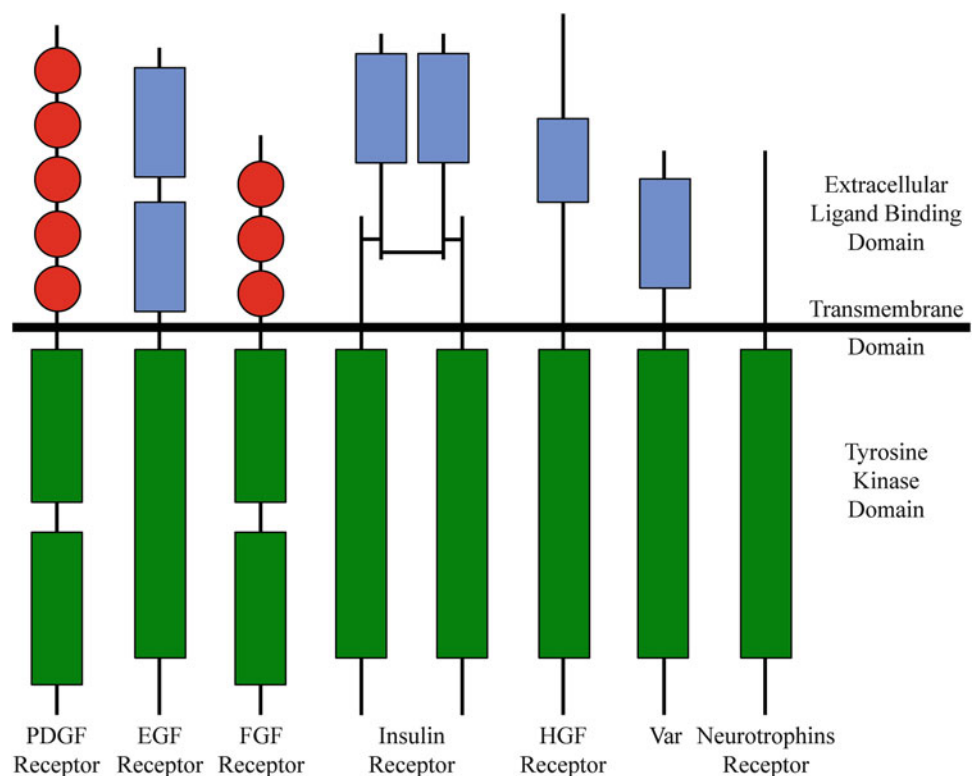 Extracellular
Ligand Binding
Domain
Transmembrane
Domain
Tyrosine
Kinase
Domain
PDGF
Receptor
EGF
Receptor
FGF
Receptor
Insulin
Receptor
HGF
Receptor
Var
Neurotrophins
Receptor